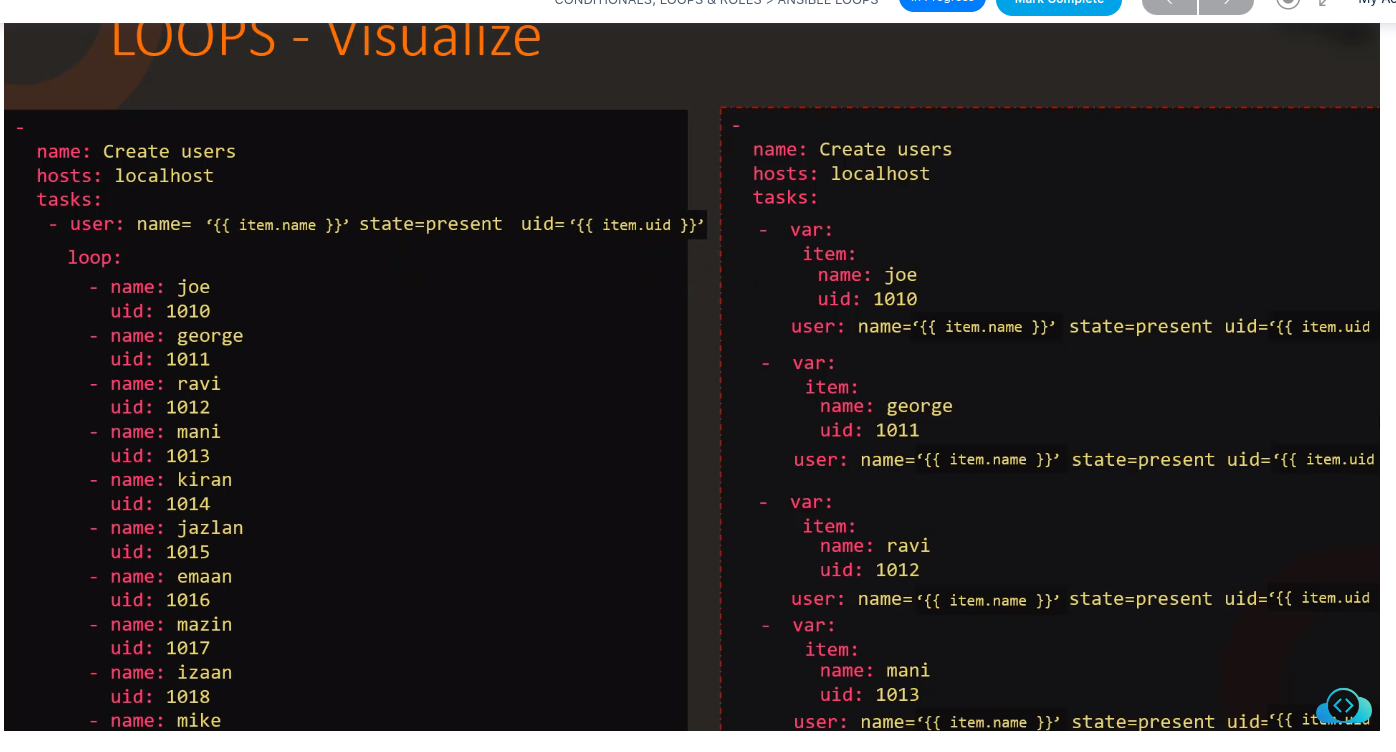 CONDITIONALS, LOOPS & ROLES > ANSIBLE LOOPS
In Progress
Mark Complete
LOOPS - Visualize
-
name: Create users
hosts: localhost
tasks:
- user: name= ‘{{ item.name }}’ state=present uid=‘{{ item.uid }}’
loop:
- name: joe
uid: 1010
- name: george
uid: 1011
- name: ravi
uid: 1012
- name: mani
uid: 1013
- name: kiran
uid: 1014
- name: jazlan
uid: 1015
- name: emaan
uid: 1016
- name: mazin
uid: 1017
- name: izaan
uid: 1018
- name: mike
-
name: Create users
hosts: localhost
tasks:
- var:
item:
name: joe
uid: 1010
user: name=‘{{ item.name }}’ state=present uid=‘{{ item.uid
- var:
item:
name: george
uid: 1011
user: name=‘{{ item.name }}’ state=present uid=‘{{ item.uid
- var:
item:
name: ravi
uid: 1012
user: name=‘{{ item.name }}’ state=present uid=‘{{ item.uid
- var:
item:
name: mani
uid: 1013
user: name=‘{{ item.name }}’ state=present uid=‘{{ item.uid